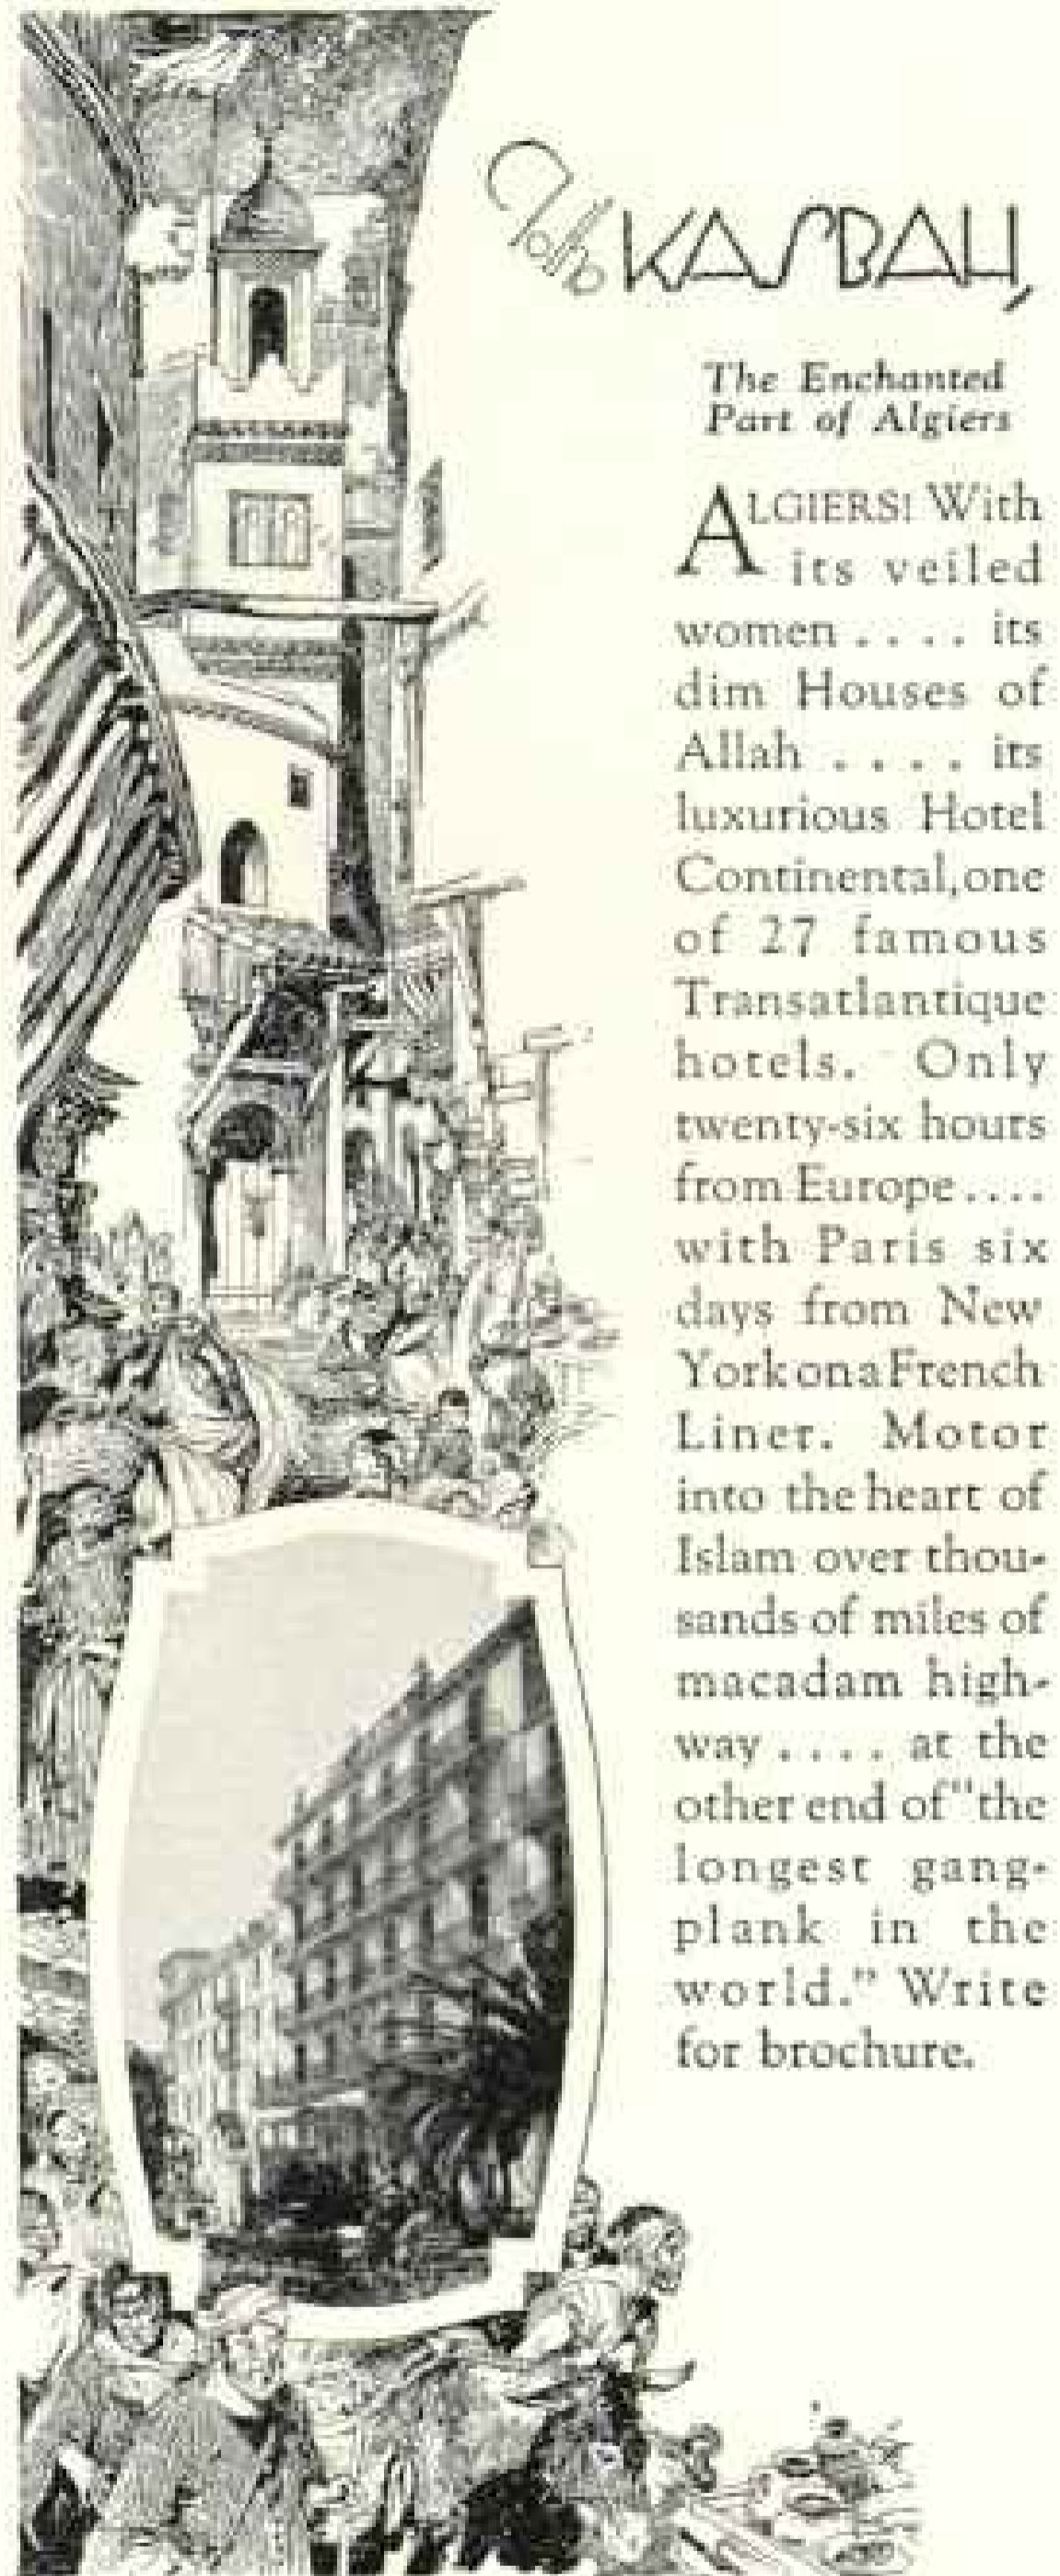 KASBAH,
The Enchanted
Part of Algiers
ALGIERS! With
its veiled
women . . . . its
dim Houses of
Allah . . . . its
luxurious Hotel
Continental, one
of 27 famous
Transatlantique
hotels. Only
twenty-six hours
from Europe . . . .
with Paris six
days from New
York on a French
Liner. Motor
into the heart of
Islam over thou-
sands of miles of
macadam high-
way . . . . at the
other end of "the
longest gang-
plank in the
world." Write
for brochure.